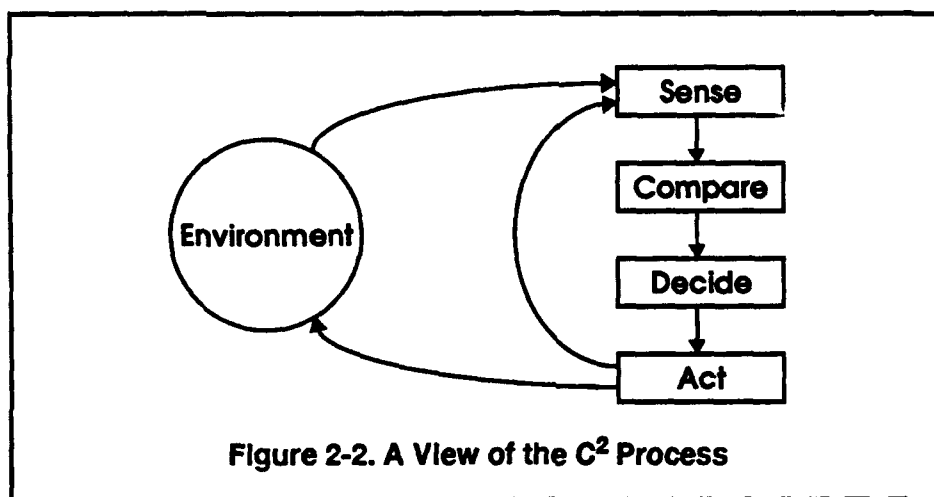 Sense
Compare
Environment
Decide
Act
Figure 2-2. A View of the C² Process